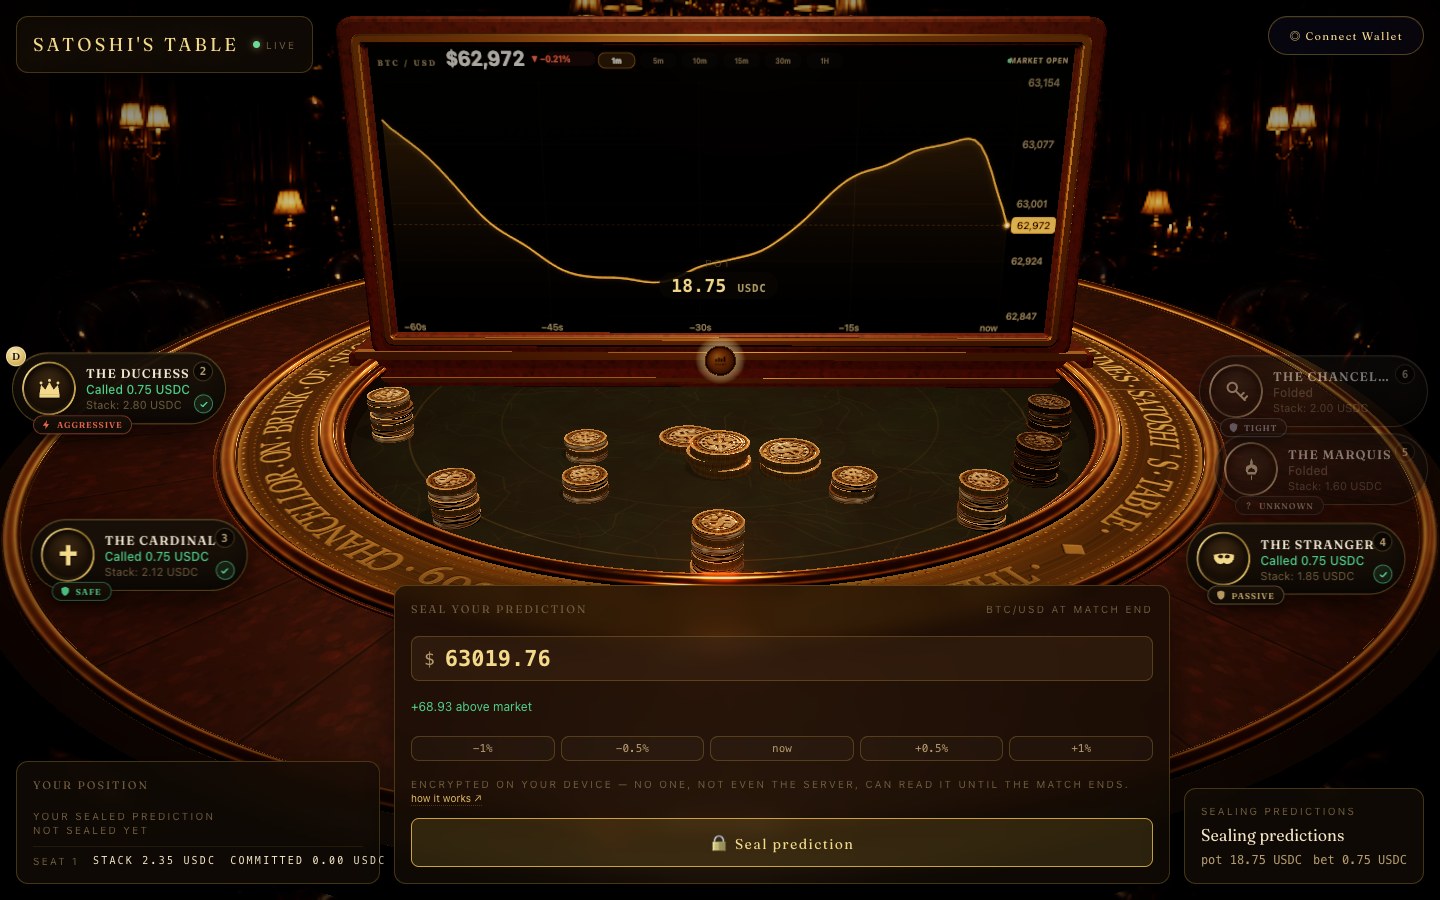 SATOSHI'S TABLE
LIVE
Connect Wallet
BTC / USD $62,972 ▼ −0.21% 1m 5m 10m 15m 30m 1H MARKET OPEN
63,154
63,077
63,001
62,972
62,924
62,847
POT
18.75 USDC
−60s −45s −30s −15s now
D
THE DUCHESS 2
Called 0.75 USDC
Stack: 2.80 USDC
AGGRESSIVE
THE CARDINAL 3
Called 0.75 USDC
Stack: 2.12 USDC
SAFE
THE CHANCEL... 6
Folded
Stack: 2.00 USDC
TIGHT
THE MARQUIS 5
Folded
Stack: 1.60 USDC
? UNKNOWN
THE STRANGER 4
Called 0.75 USDC
Stack: 1.85 USDC
PASSIVE
SATOSHI'S TABLE
BRINK OF
CHANCELLOR ON
SEAL YOUR PREDICTION
BTC/USD AT MATCH END
$ 63019.76
+68.93 above market
−1% −0.5% now +0.5% +1%
ENCRYPTED ON YOUR DEVICE — NO ONE, NOT EVEN THE SERVER, CAN READ IT UNTIL THE MATCH ENDS.
how it works ↗
Seal prediction
YOUR POSITION
YOUR SEALED PREDICTION
NOT SEALED YET
SEAT 1 STACK 2.35 USDC COMMITTED 0.00 USDC
SEALING PREDICTIONS
Sealing predictions
pot 18.75 USDC bet 0.75 USDC